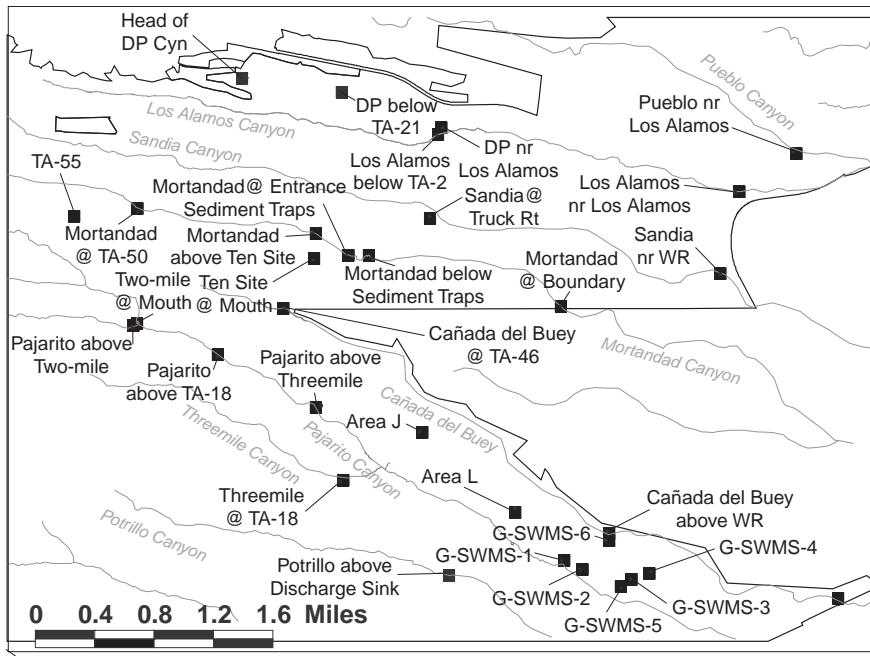 Head of
DP Cyn
Pueblo Canyon
DP below
TA-21
Pueblo nr
Los Alamos
Los Alamos Canyon
Sandia Canyon
Los Alamos
below TA-2
DP nr
Los Alamos
TA-55
Mortandad@ Entrance
Sediment Traps
Sandia@
Truck Rt
Los Alamos
nr Los Alamos
Mortandad
@ TA-50
Mortandad
above Ten Site
Sandia
nr WR
Mortandad
@ Boundary
Two-mile
@ Mouth
Ten Site
@ Mouth
Mortandad below
Sediment Traps
Pajarito above
Two-mile
Cañada del Buey
@ TA-46
Mortandad Canyon
Pajarito
above TA-18
Pajarito above
Threemile
Cañada del Buey
Threemile Canyon
Pajarito Canyon
Area J
Area L
Threemile
@ TA-18
Cañada del Buey
above WR
Potrillo Canyon
G-SWMS-6
G-SWMS-1
G-SWMS-4
Potrillo above
Discharge Sink
G-SWMS-2
G-SWMS-3
G-SWMS-5
0 0.4 0.8 1.2 1.6 Miles